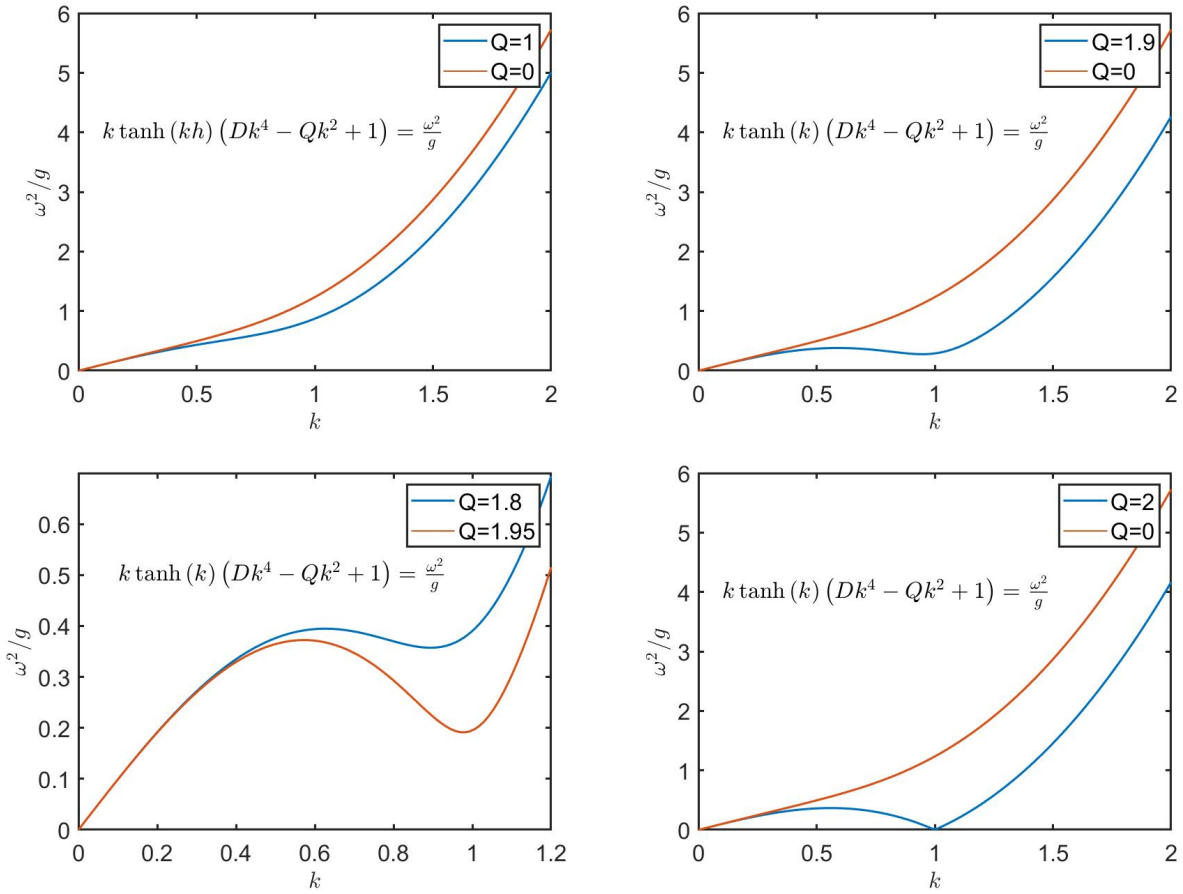 6
5
4
3
2
1
0
0 0.5 1 1.5 2
ω²/g
k
Q=1
Q=0
k tanh (kh) (Dk⁴ − Qk² + 1) = ω²/g
6
5
4
3
2
1
0
0 0.5 1 1.5 2
ω²/g
k
Q=1.9
Q=0
k tanh (k) (Dk⁴ − Qk² + 1) = ω²/g
0.6
0.5
0.4
0.3
0.2
0.1
0
0 0.2 0.4 0.6 0.8 1 1.2
ω²/g
k
Q=1.8
Q=1.95
k tanh (k) (Dk⁴ − Qk² + 1) = ω²/g
6
5
4
3
2
1
0
0 0.5 1 1.5 2
ω²/g
k
Q=2
Q=0
k tanh (k) (Dk⁴ − Qk² + 1) = ω²/g